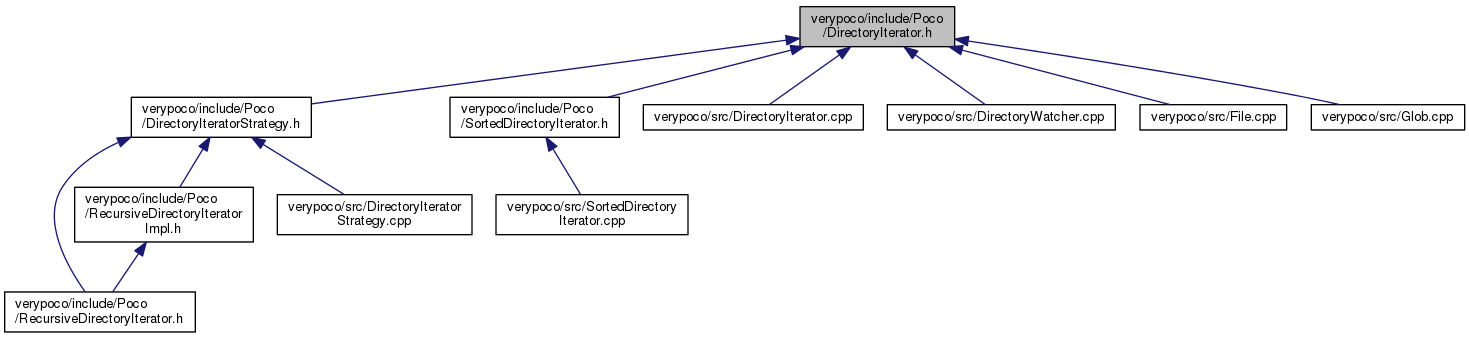 verypoco/include/Poco
/DirectoryIterator.h
verypoco/include/Poco
/DirectoryIteratorStrategy.h
verypoco/include/Poco
/SortedDirectoryIterator.h
verypoco/src/DirectoryIterator.cpp
verypoco/src/DirectoryWatcher.cpp
verypoco/src/File.cpp
verypoco/src/Glob.cpp
verypoco/include/Poco
/RecursiveDirectoryIterator
Impl.h
verypoco/src/DirectoryIterator
Strategy.cpp
verypoco/src/SortedDirectory
Iterator.cpp
verypoco/include/Poco
/RecursiveDirectoryIterator.h